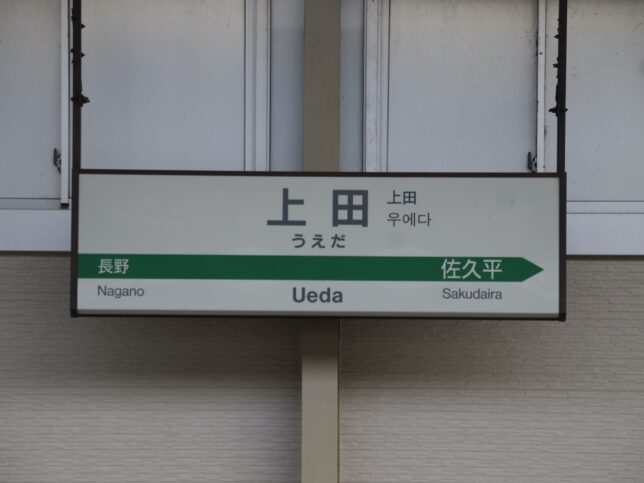 上田
上田
우에다
うえだ
長野
佐久平
Nagano
Ueda
Sakudaira